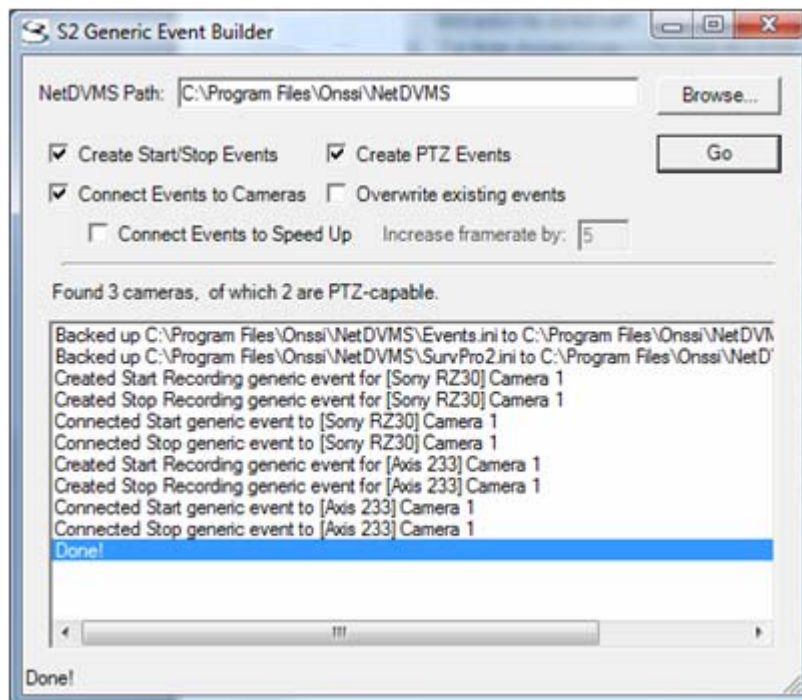 S2 Generic Event Builder
NetDVMS Path: C:\Program Files\Onssi\NetDVMS Browse...
Create Start/Stop Events Create PTZ Events Go
Connect Events to Cameras Overwrite existing events
Connect Events to Speed Up Increase framerate by: 5
Found 3 cameras, of which 2 are PTZ-capable.
Backed up C:\Program Files\Onssi\NetDVMS\Events.ini to C:\Program Files\Onssi\NetDVM
Backed up C:\Program Files\Onssi\NetDVMS\SurvPro2.ini to C:\Program Files\Onssi\NetD
Created Start Recording generic event for [Sony RZ30] Camera 1
Created Stop Recording generic event for [Sony RZ30] Camera 1
Connected Start generic event to [Sony RZ30] Camera 1
Connected Stop generic event to [Sony RZ30] Camera 1
Created Start Recording generic event for [Axis 233] Camera 1
Created Stop Recording generic event for [Axis 233] Camera 1
Connected Start generic event to [Axis 233] Camera 1
Connected Stop generic event to [Axis 233] Camera 1
Done!
Done!